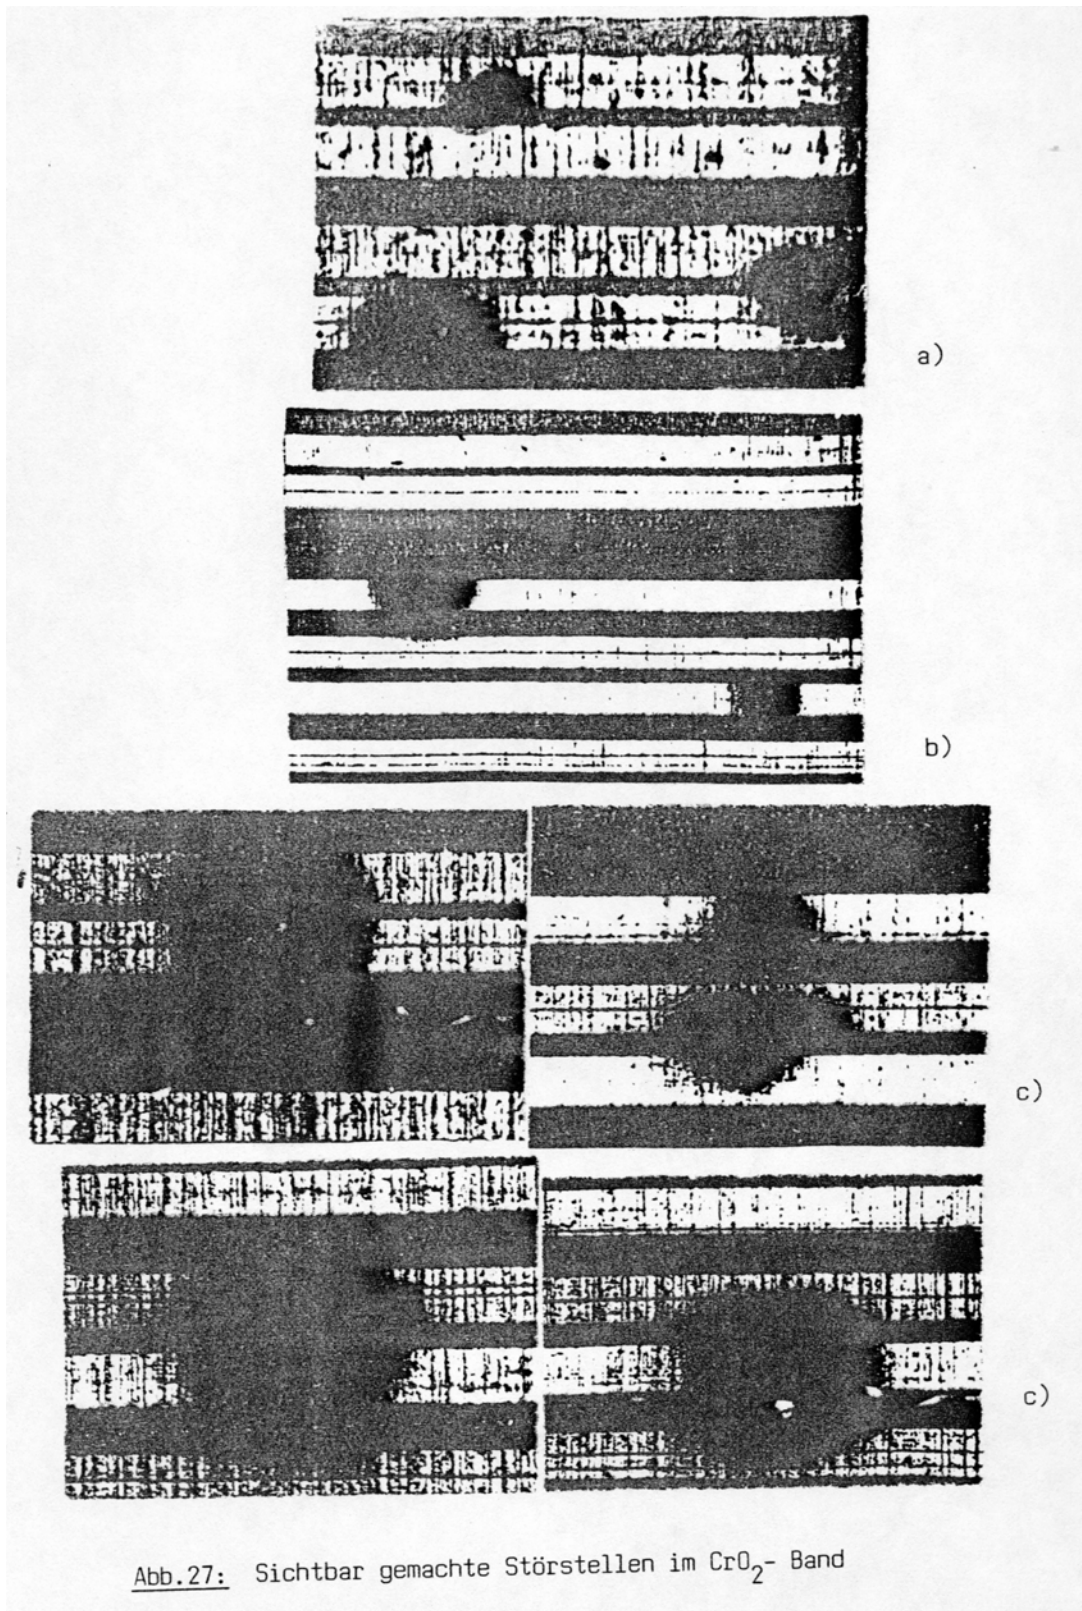 a)
b)
c)
c)
Abb.27: Sichtbar gemachte Störstellen im CrO₂- Band